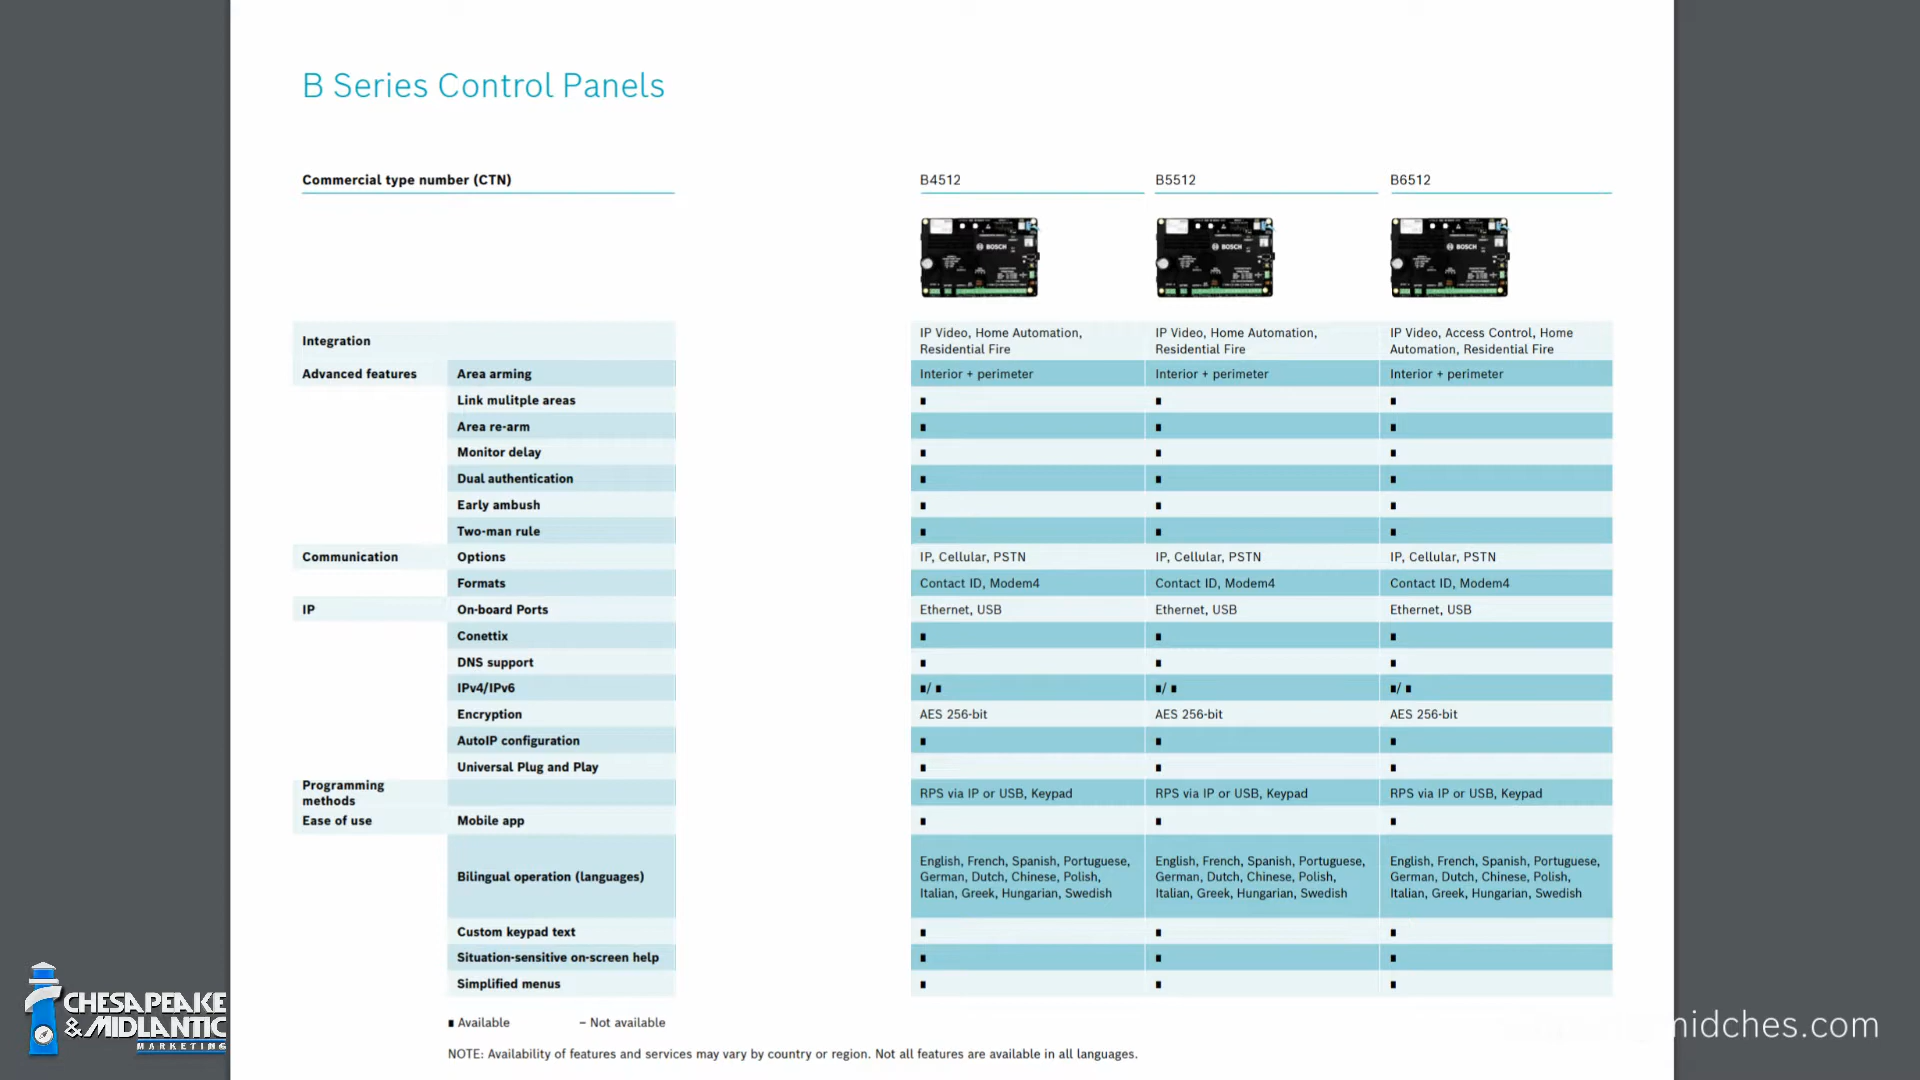 B Series Control Panels
Commercial type number (CTN) B4512 B5512 B6512
BOSCH BOSCH BOSCH
Integration IP Video, Home Automation, Residential Fire IP Video, Home Automation, Residential Fire IP Video, Access Control, Home Automation, Residential Fire
Advanced features Area arming Interior + perimeter Interior + perimeter Interior + perimeter
Link mulitple areas ■ ■ ■
Area re-arm ■ ■ ■
Monitor delay ■ ■ ■
Dual authentication ■ ■ ■
Early ambush ■ ■ ■
Two-man rule ■ ■ ■
Communication Options IP, Cellular, PSTN IP, Cellular, PSTN IP, Cellular, PSTN
Formats Contact ID, Modem4 Contact ID, Modem4 Contact ID, Modem4
IP On-board Ports Ethernet, USB Ethernet, USB Ethernet, USB
Conettix ■ ■ ■
DNS support ■ ■ ■
IPv4/IPv6 ■/ ■ ■/ ■ ■/ ■
Encryption AES 256-bit AES 256-bit AES 256-bit
AutoIP configuration ■ ■ ■
Universal Plug and Play ■ ■ ■
Programming methods RPS via IP or USB, Keypad RPS via IP or USB, Keypad RPS via IP or USB, Keypad
Ease of use Mobile app ■ ■ ■
Bilingual operation (languages) English, French, Spanish, Portuguese, German, Dutch, Chinese, Polish, Italian, Greek, Hungarian, Swedish English, French, Spanish, Portuguese, German, Dutch, Chinese, Polish, Italian, Greek, Hungarian, Swedish English, French, Spanish, Portuguese, German, Dutch, Chinese, Polish, Italian, Greek, Hungarian, Swedish
Custom keypad text ■ ■ ■
Situation-sensitive on-screen help ■ ■ ■
Simplified menus ■ ■ ■
■ Available – Not available
NOTE: Availability of features and services may vary by country or region. Not all features are available in all languages.
CHESAPEAKE
& MIDLANTIC
MARKETING
midches.com